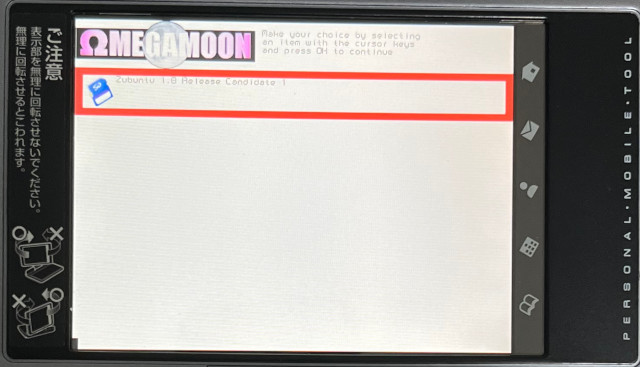 ΩMEGAMOON
Make your choice by selecting
an item with the cursor keys
and press OK to continue
Zubuntu 1.0 Release Candidate 1
ご注意
表示部を無理に回転させないでください。
無理に回転させるとこわれます。
PERSONAL・MOBILE・TOOL